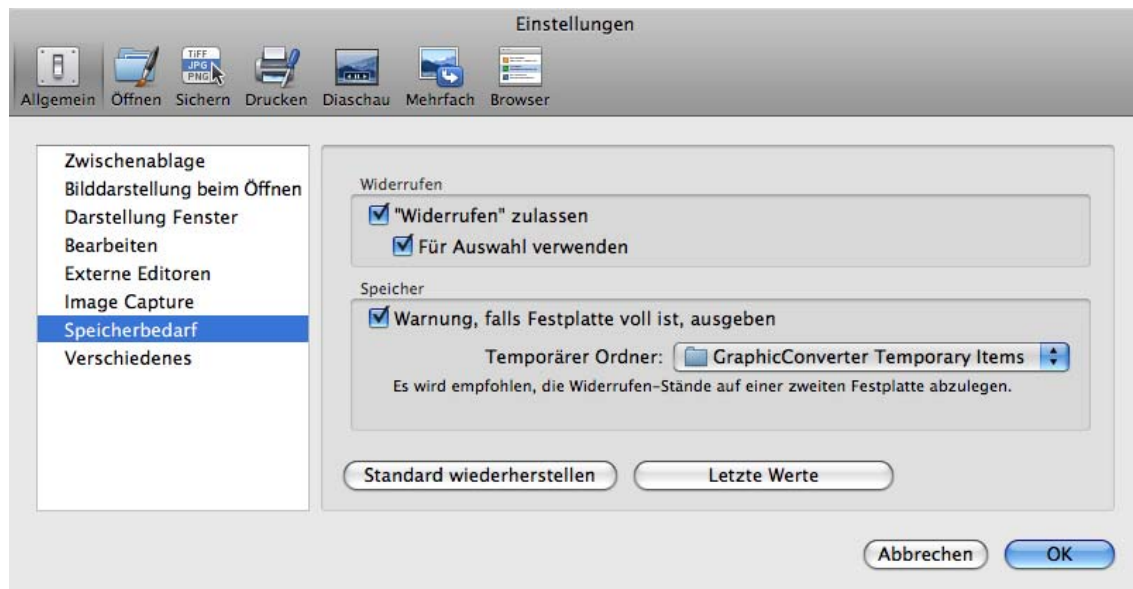 Einstellungen
TIFF
JPG
PNG
Allgemein Öffnen Sichern Drucken Diaschau Mehrfach Browser
Zwischenablage
Bilddarstellung beim Öffnen
Darstellung Fenster
Bearbeiten
Externe Editoren
Image Capture
Speicherbedarf
Verschiedenes
Widerrufen
"Widerrufen" zulassen
Für Auswahl verwenden
Speicher
Warnung, falls Festplatte voll ist, ausgeben
Temporärer Ordner: GraphicConverter Temporary Items
Es wird empfohlen, die Widerrufen-Stände auf einer zweiten Festplatte abzulegen.
Standard wiederherstellen Letzte Werte
Abbrechen OK